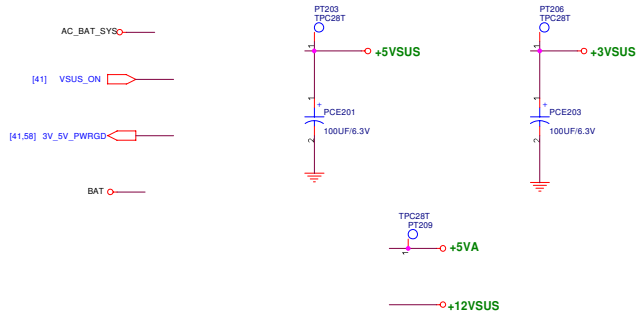 PT203
TPC28T
PT206
TPC28T
AC_BAT_SYS
1
+5VSUS
1
+3VSUS
[41] VSUS_ON
1
+
PCE201
100UF/6.3V
2
1
+
PCE203
100UF/6.3V
2
[41,58] 3V_5V_PWRGD
BAT
TPC28T
PT209
1
+5VA
+12VSUS